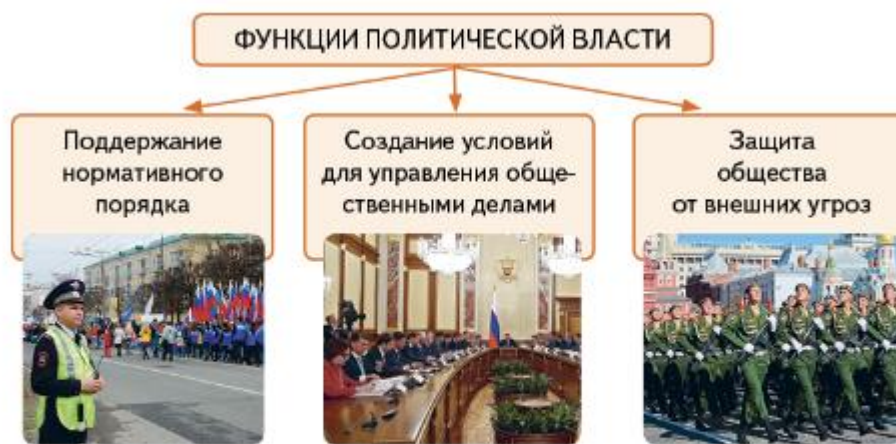 ФУНКЦИИ ПОЛИТИЧЕСКОЙ ВЛАСТИ
Поддержание
нормативного
порядка
Создание условий
для управления обще-
ственными делами
Защита
общества
от внешних угроз